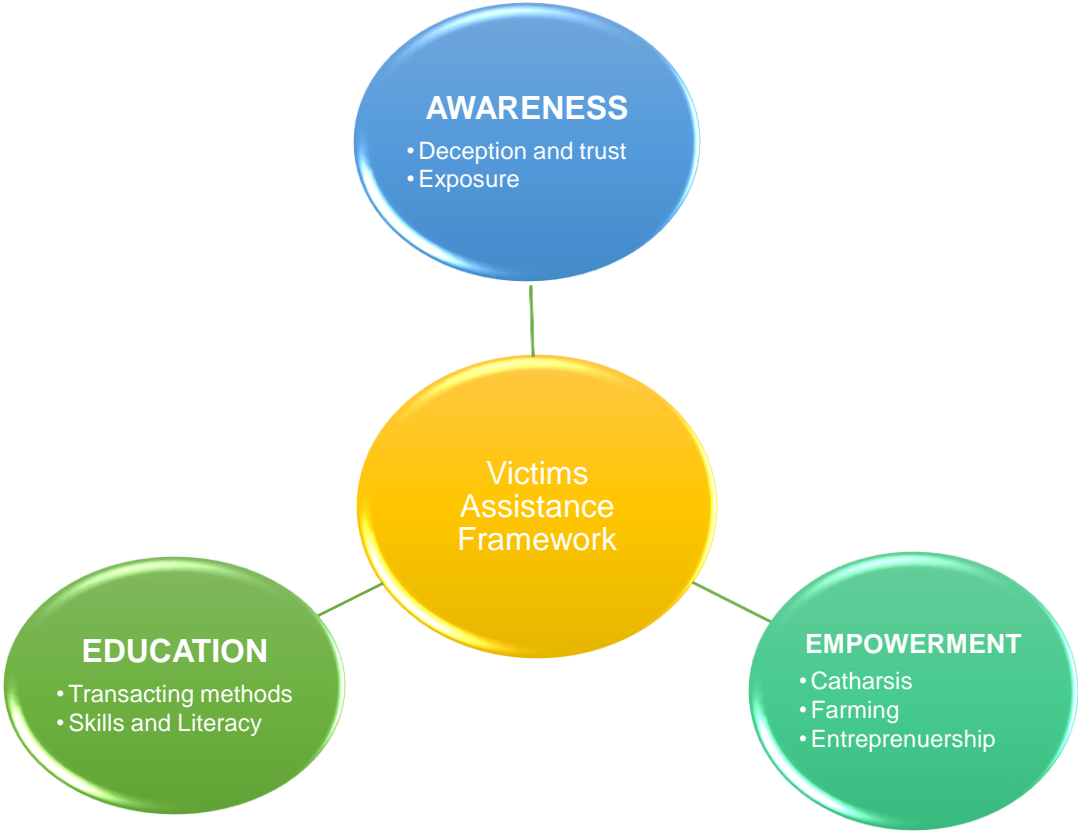 AWARENESS
• Deception and trust
• Exposure
Victims
Assistance
Framework
EDUCATION
• Transacting methods
• Skills and Literacy
EMPOWERMENT
• Catharsis
• Farming
• Entreprenuership